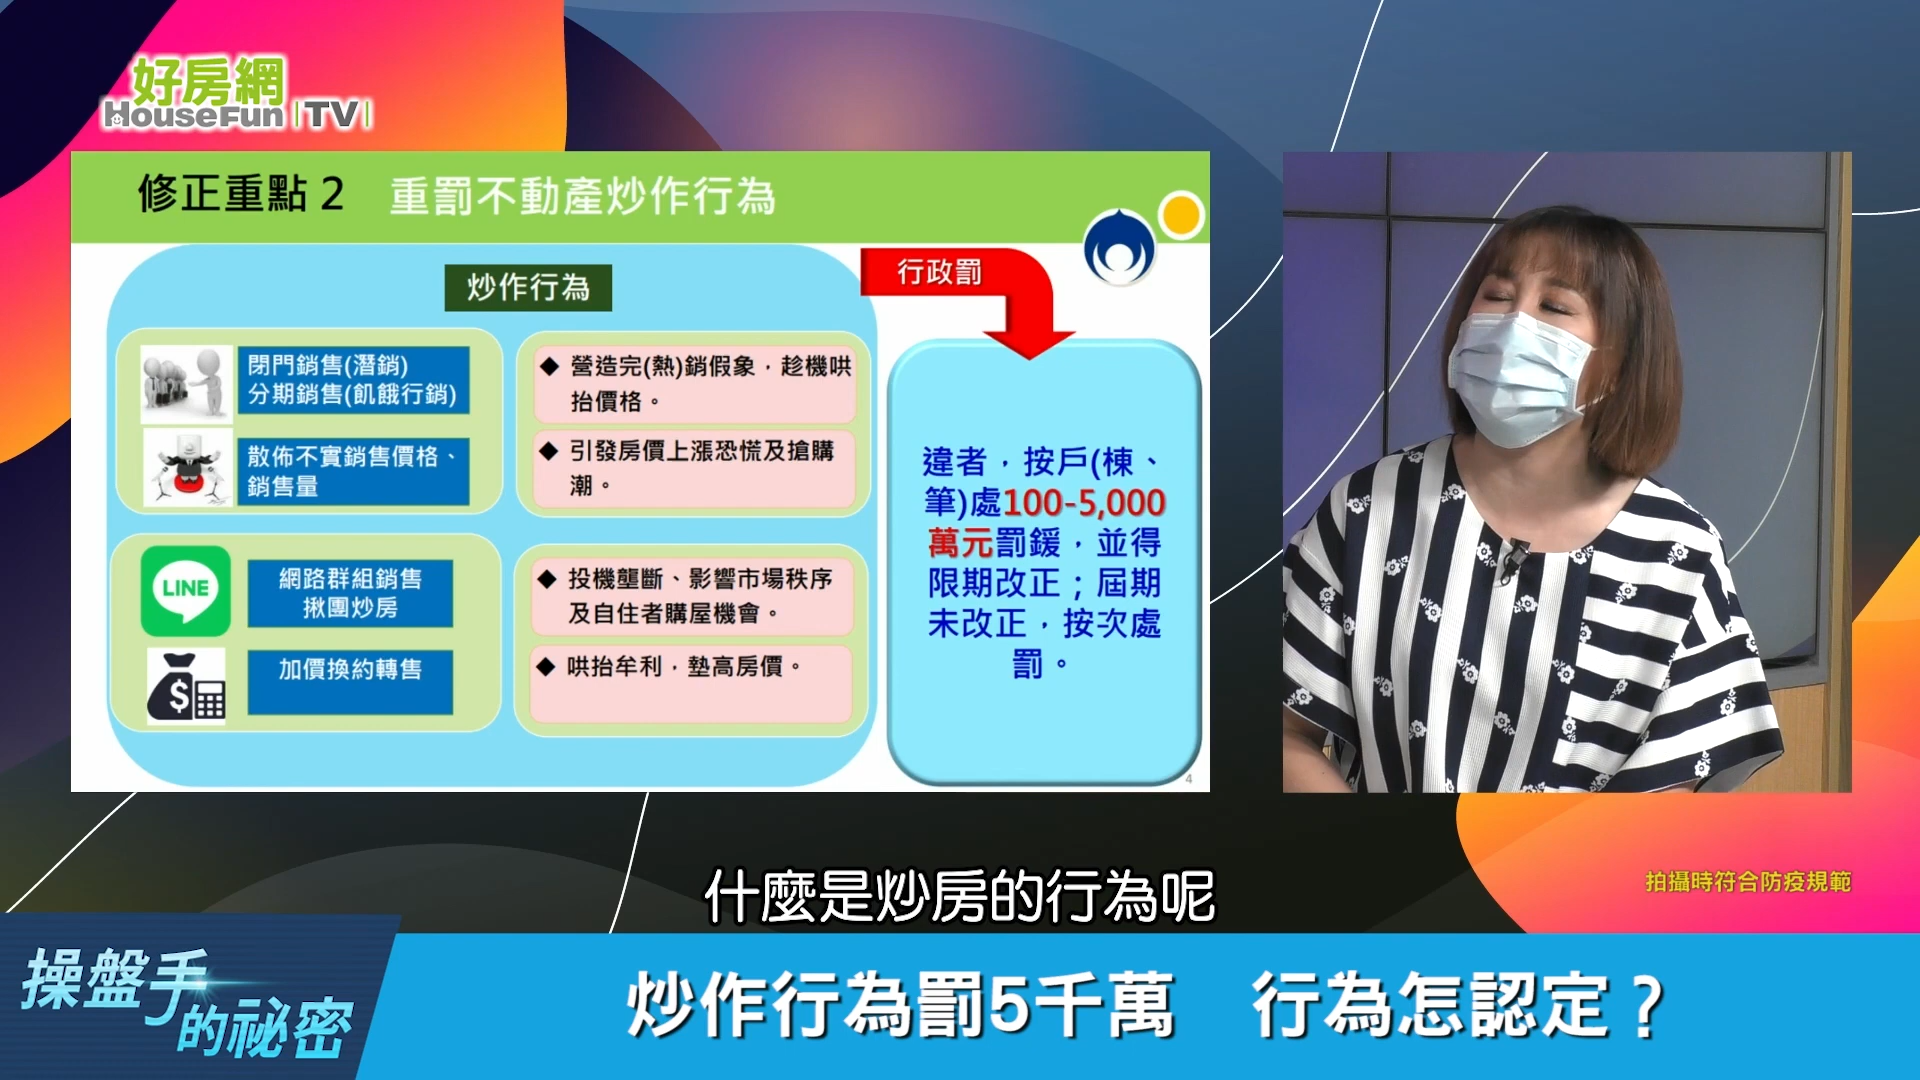 好房網
HouseFun TV
修正重點 2 重罰不動產炒作行為
炒作行為
行政罰
閉門銷售(潛銷)
分期銷售(飢餓行銷)
散佈不實銷售價格、
銷售量
◆ 營造完(熱)銷假象，趁機哄
抬價格。
◆ 引發房價上漲恐慌及搶購
潮。
LINE
網路群組銷售
揪團炒房
$
加價換約轉售
◆ 投機壟斷、影響市場秩序
及自住者購屋機會。
◆ 哄抬牟利，墊高房價。
違者，按戶(棟、
筆)處100-5,000
萬元罰鍰，並得
限期改正；屆期
未改正，按次處
罰。
4
什麼是炒房的行為呢
拍攝時符合防疫規範
操盤手
的祕密
炒作行為罰5千萬 行為怎認定？